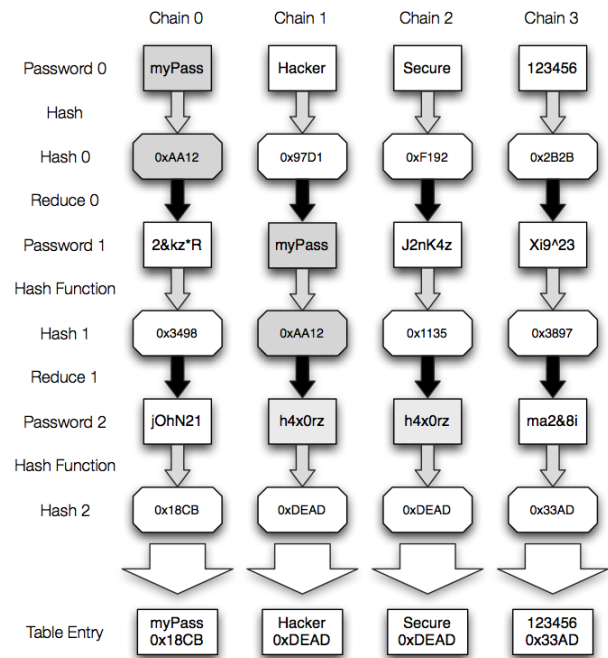 Chain 0 Chain 1 Chain 2 Chain 3
Password 0 myPass Hacker Secure 123456
Hash
Hash 0 0xAA12 0x97D1 0xF192 0x2B2B
Reduce 0
Password 1 2&kz*R myPass J2nK4z Xi9^23
Hash Function
Hash 1 0x3498 0xAA12 0x1135 0x3897
Reduce 1
Password 2 jOhN21 h4x0rz h4x0rz ma2&8i
Hash Function
Hash 2 0x18CB 0xDEAD 0xDEAD 0x33AD
Table Entry
myPass Hacker Secure 123456
0x18CB 0xDEAD 0xDEAD 0x33AD